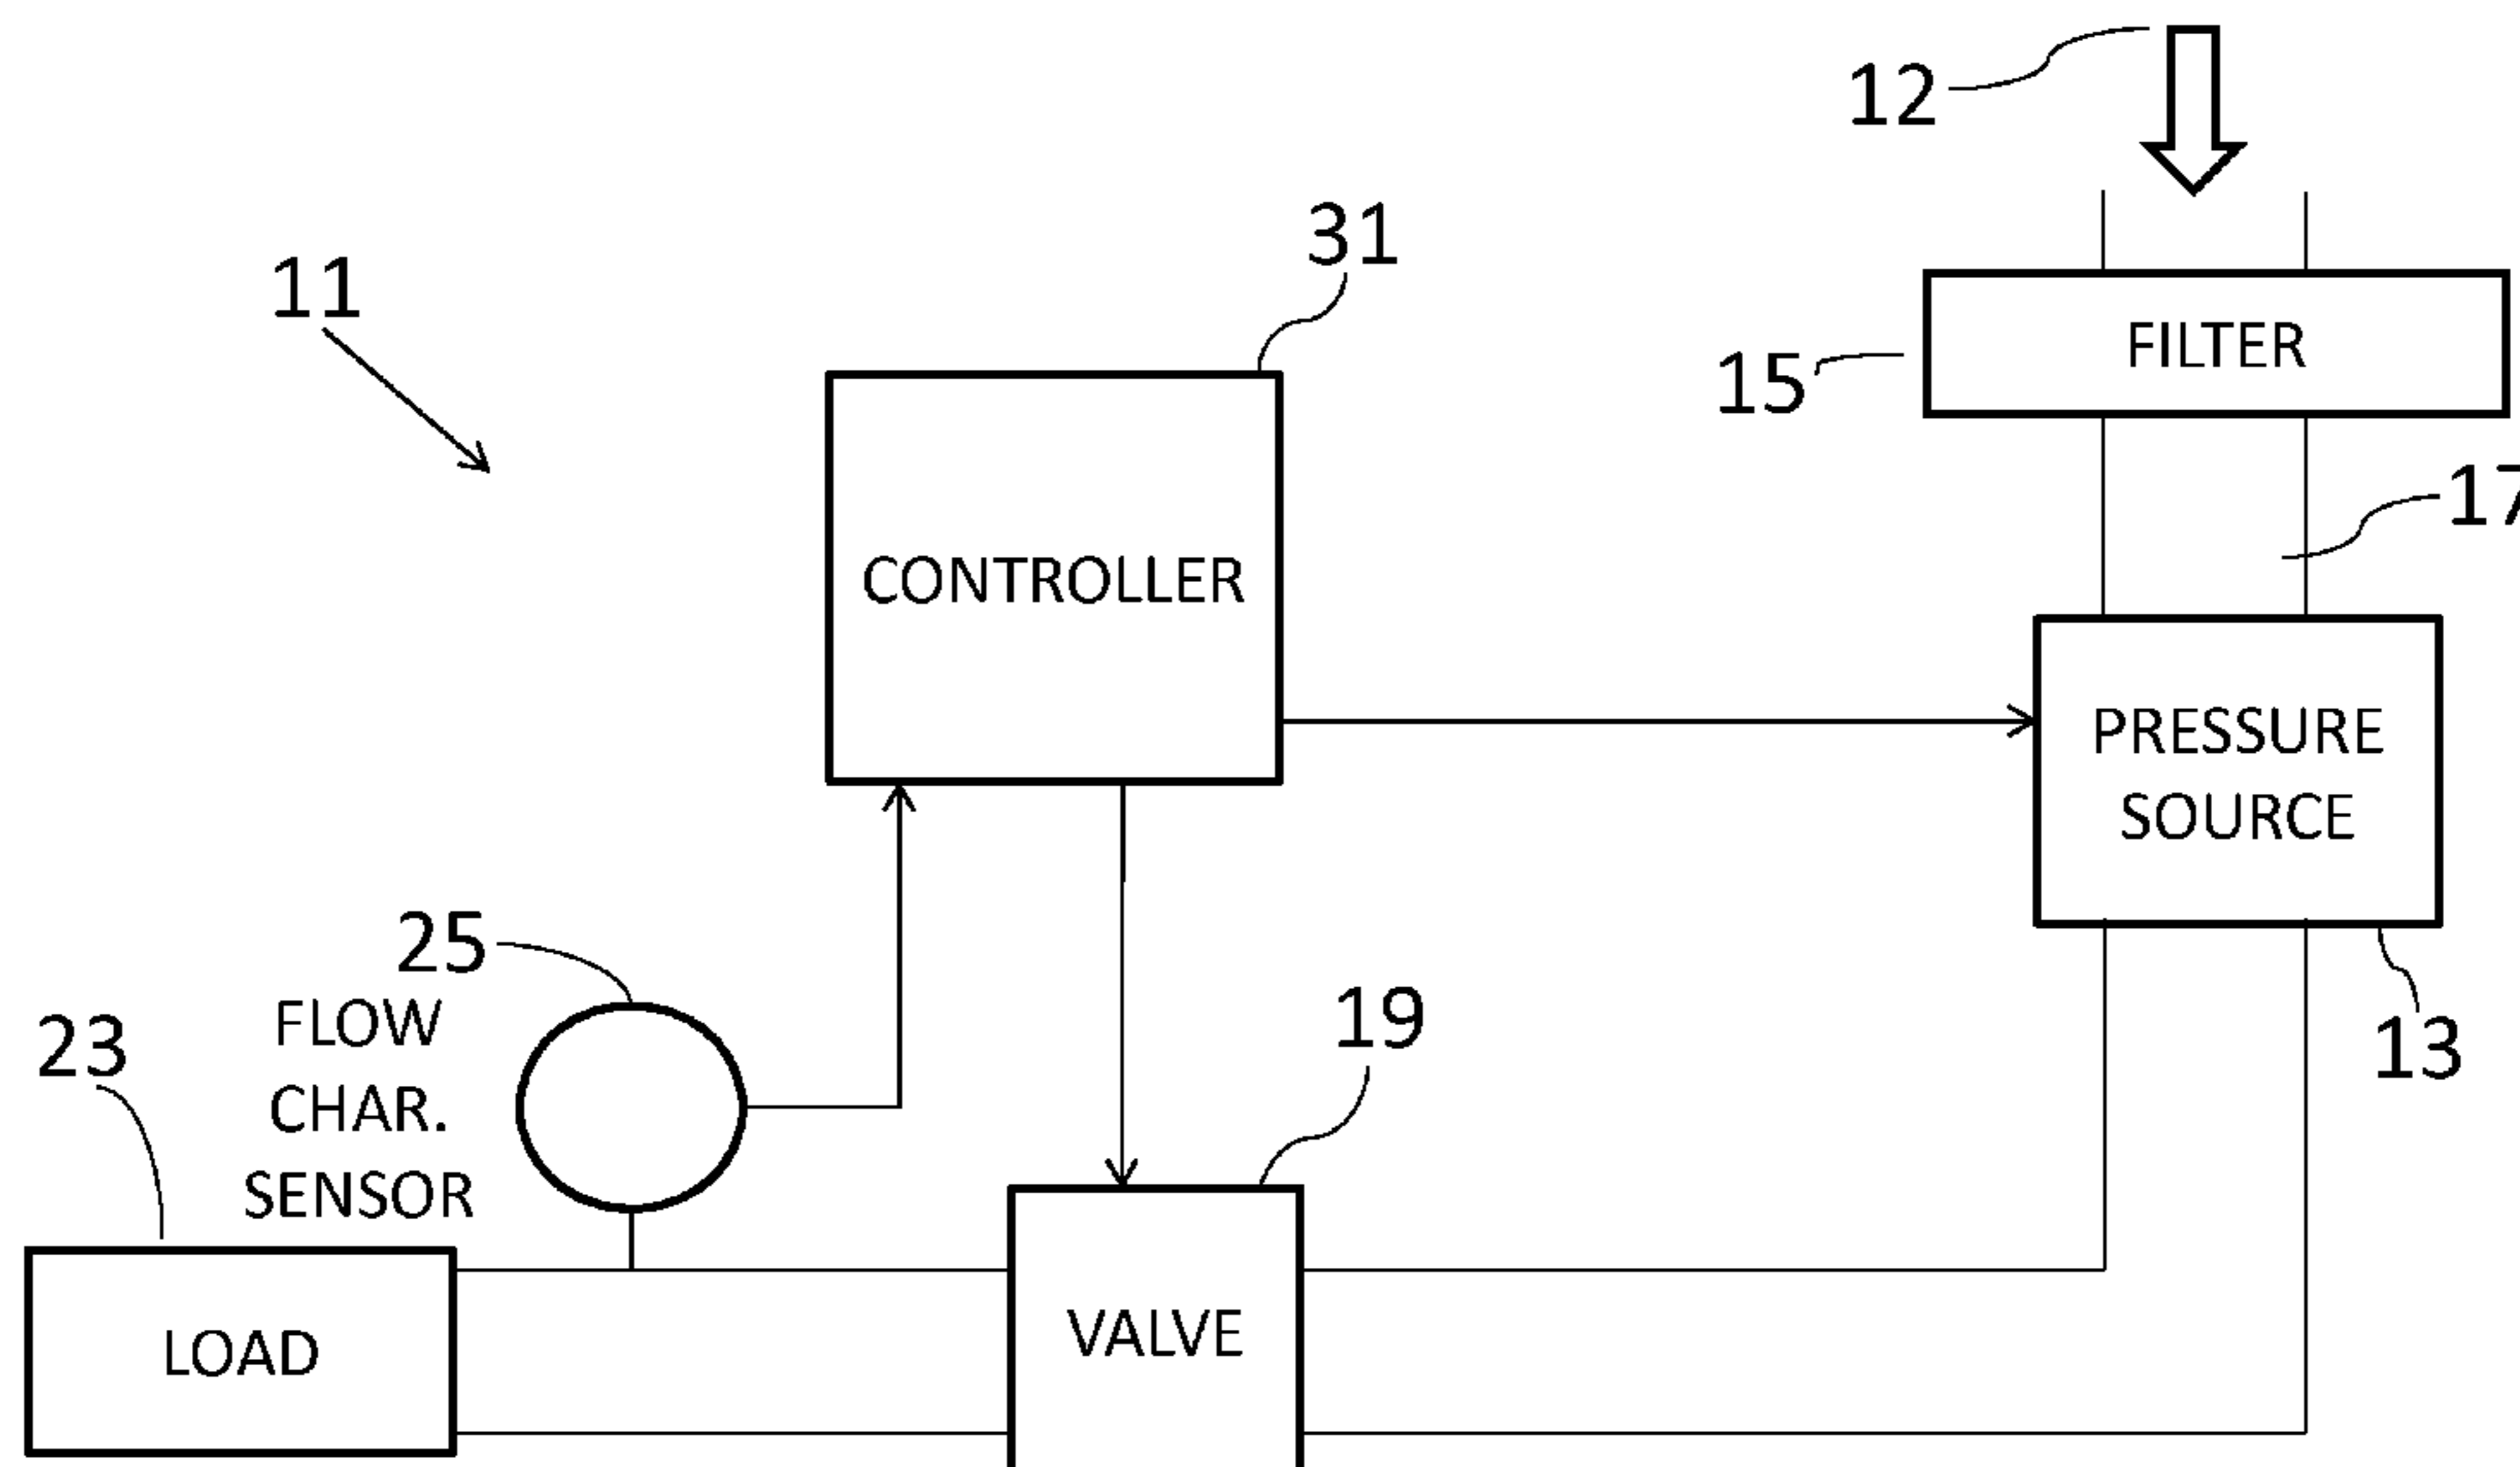 12
31
11
FILTER
15
17
CONTROLLER
PRESSURE
SOURCE
25
FLOW
CHAR.
SENSOR
23
19
13
VALVE
LOAD